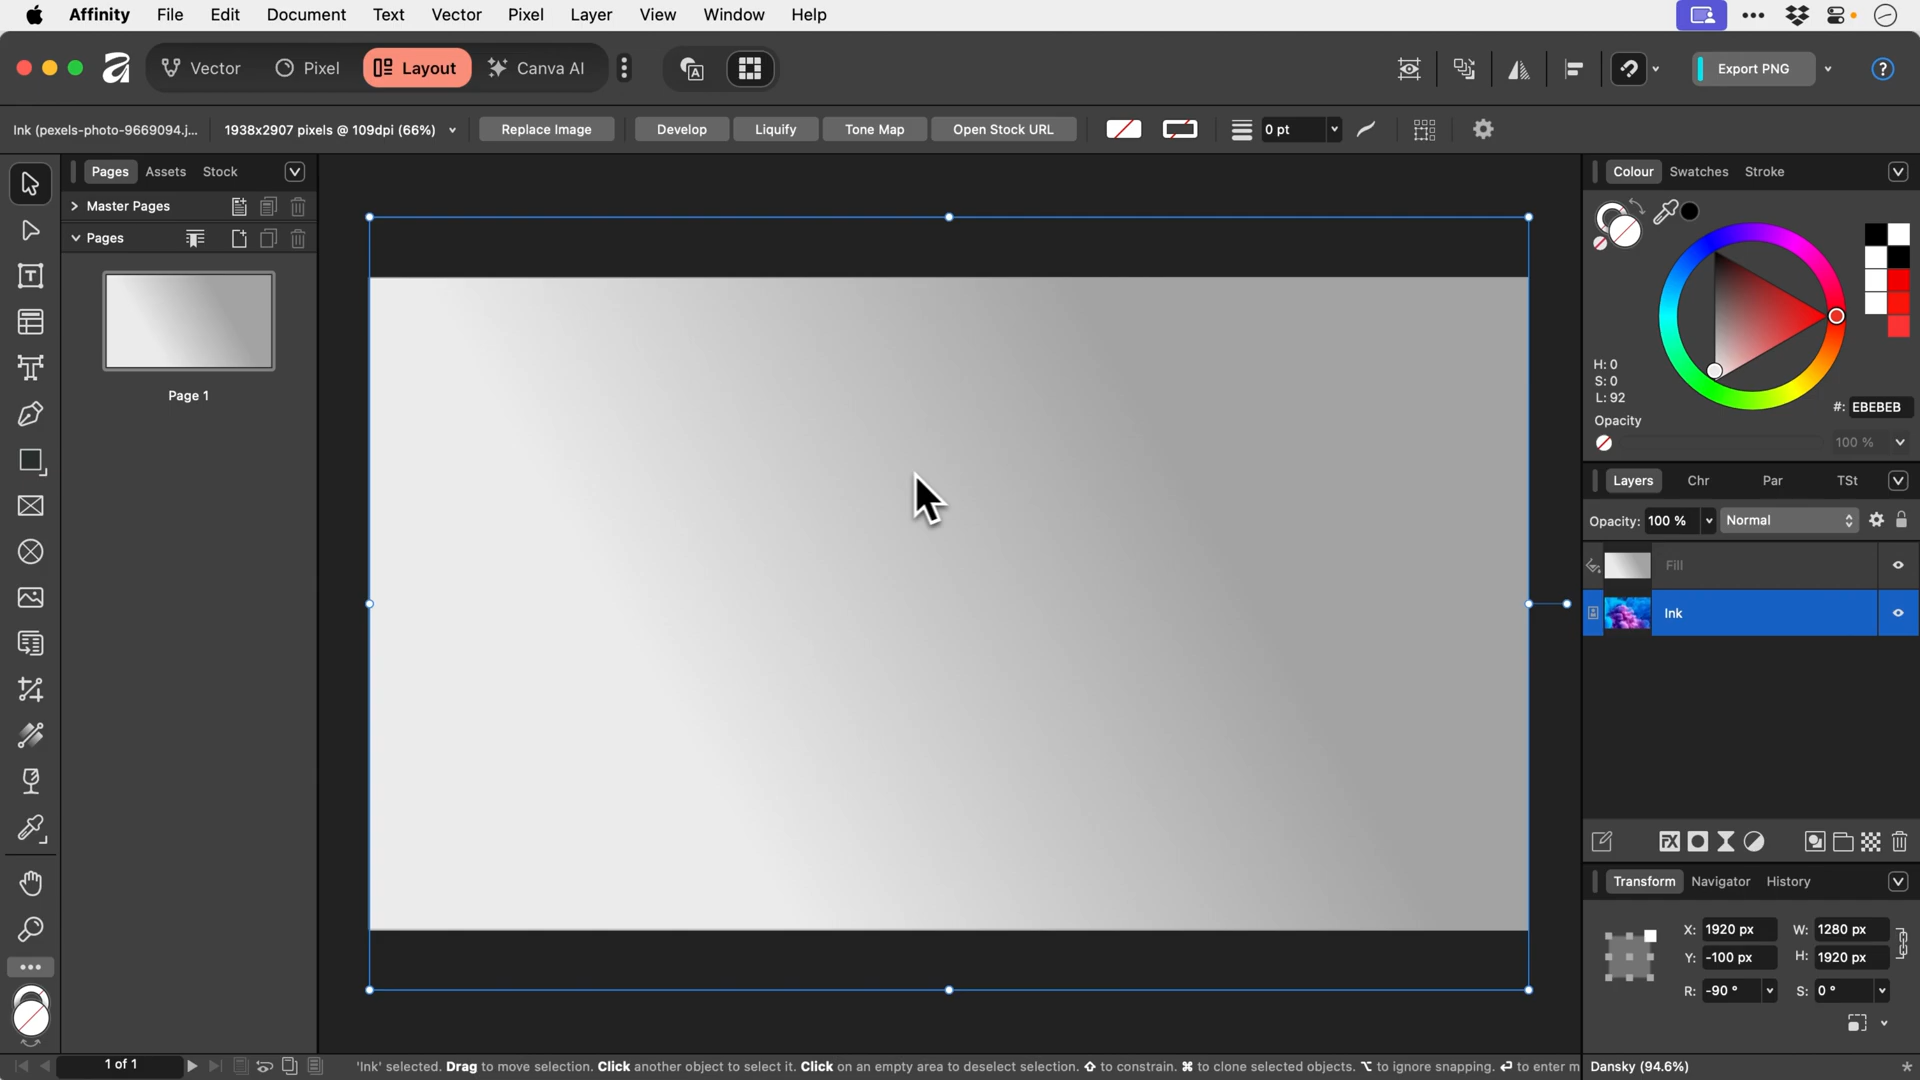 Affinity File Edit Document Text Vector Pixel Layer View Window Help
Vector Pixel Layout Canva AI Export PNG ?
Ink (pexels-photo-9669094.j... 1938x2907 pixels @ 109dpi (66%) Replace Image Develop Liquify Tone Map Open Stock URL 0 pt
Pages Assets Stock
Master Pages
Pages
Page 1
Colour Swatches Stroke
H: 0
S: 0
L: 92
#: EBEBEB
Opacity
100 %
Layers Chr Par TSt
Opacity: 100 % Normal
Fill
Ink
Transform Navigator History
X: 1920 px W: 1280 px
Y: -100 px H: 1920 px
R: -90 ° S: 0 °
1 of 1 'Ink' selected. Drag to move selection. Click another object to select it. Click on an empty area to deselect selection. ⇧ to constrain. ⌘ to clone selected objects. ⌥ to ignore snapping. ⏎ to enter m
Dansky (94.6%)